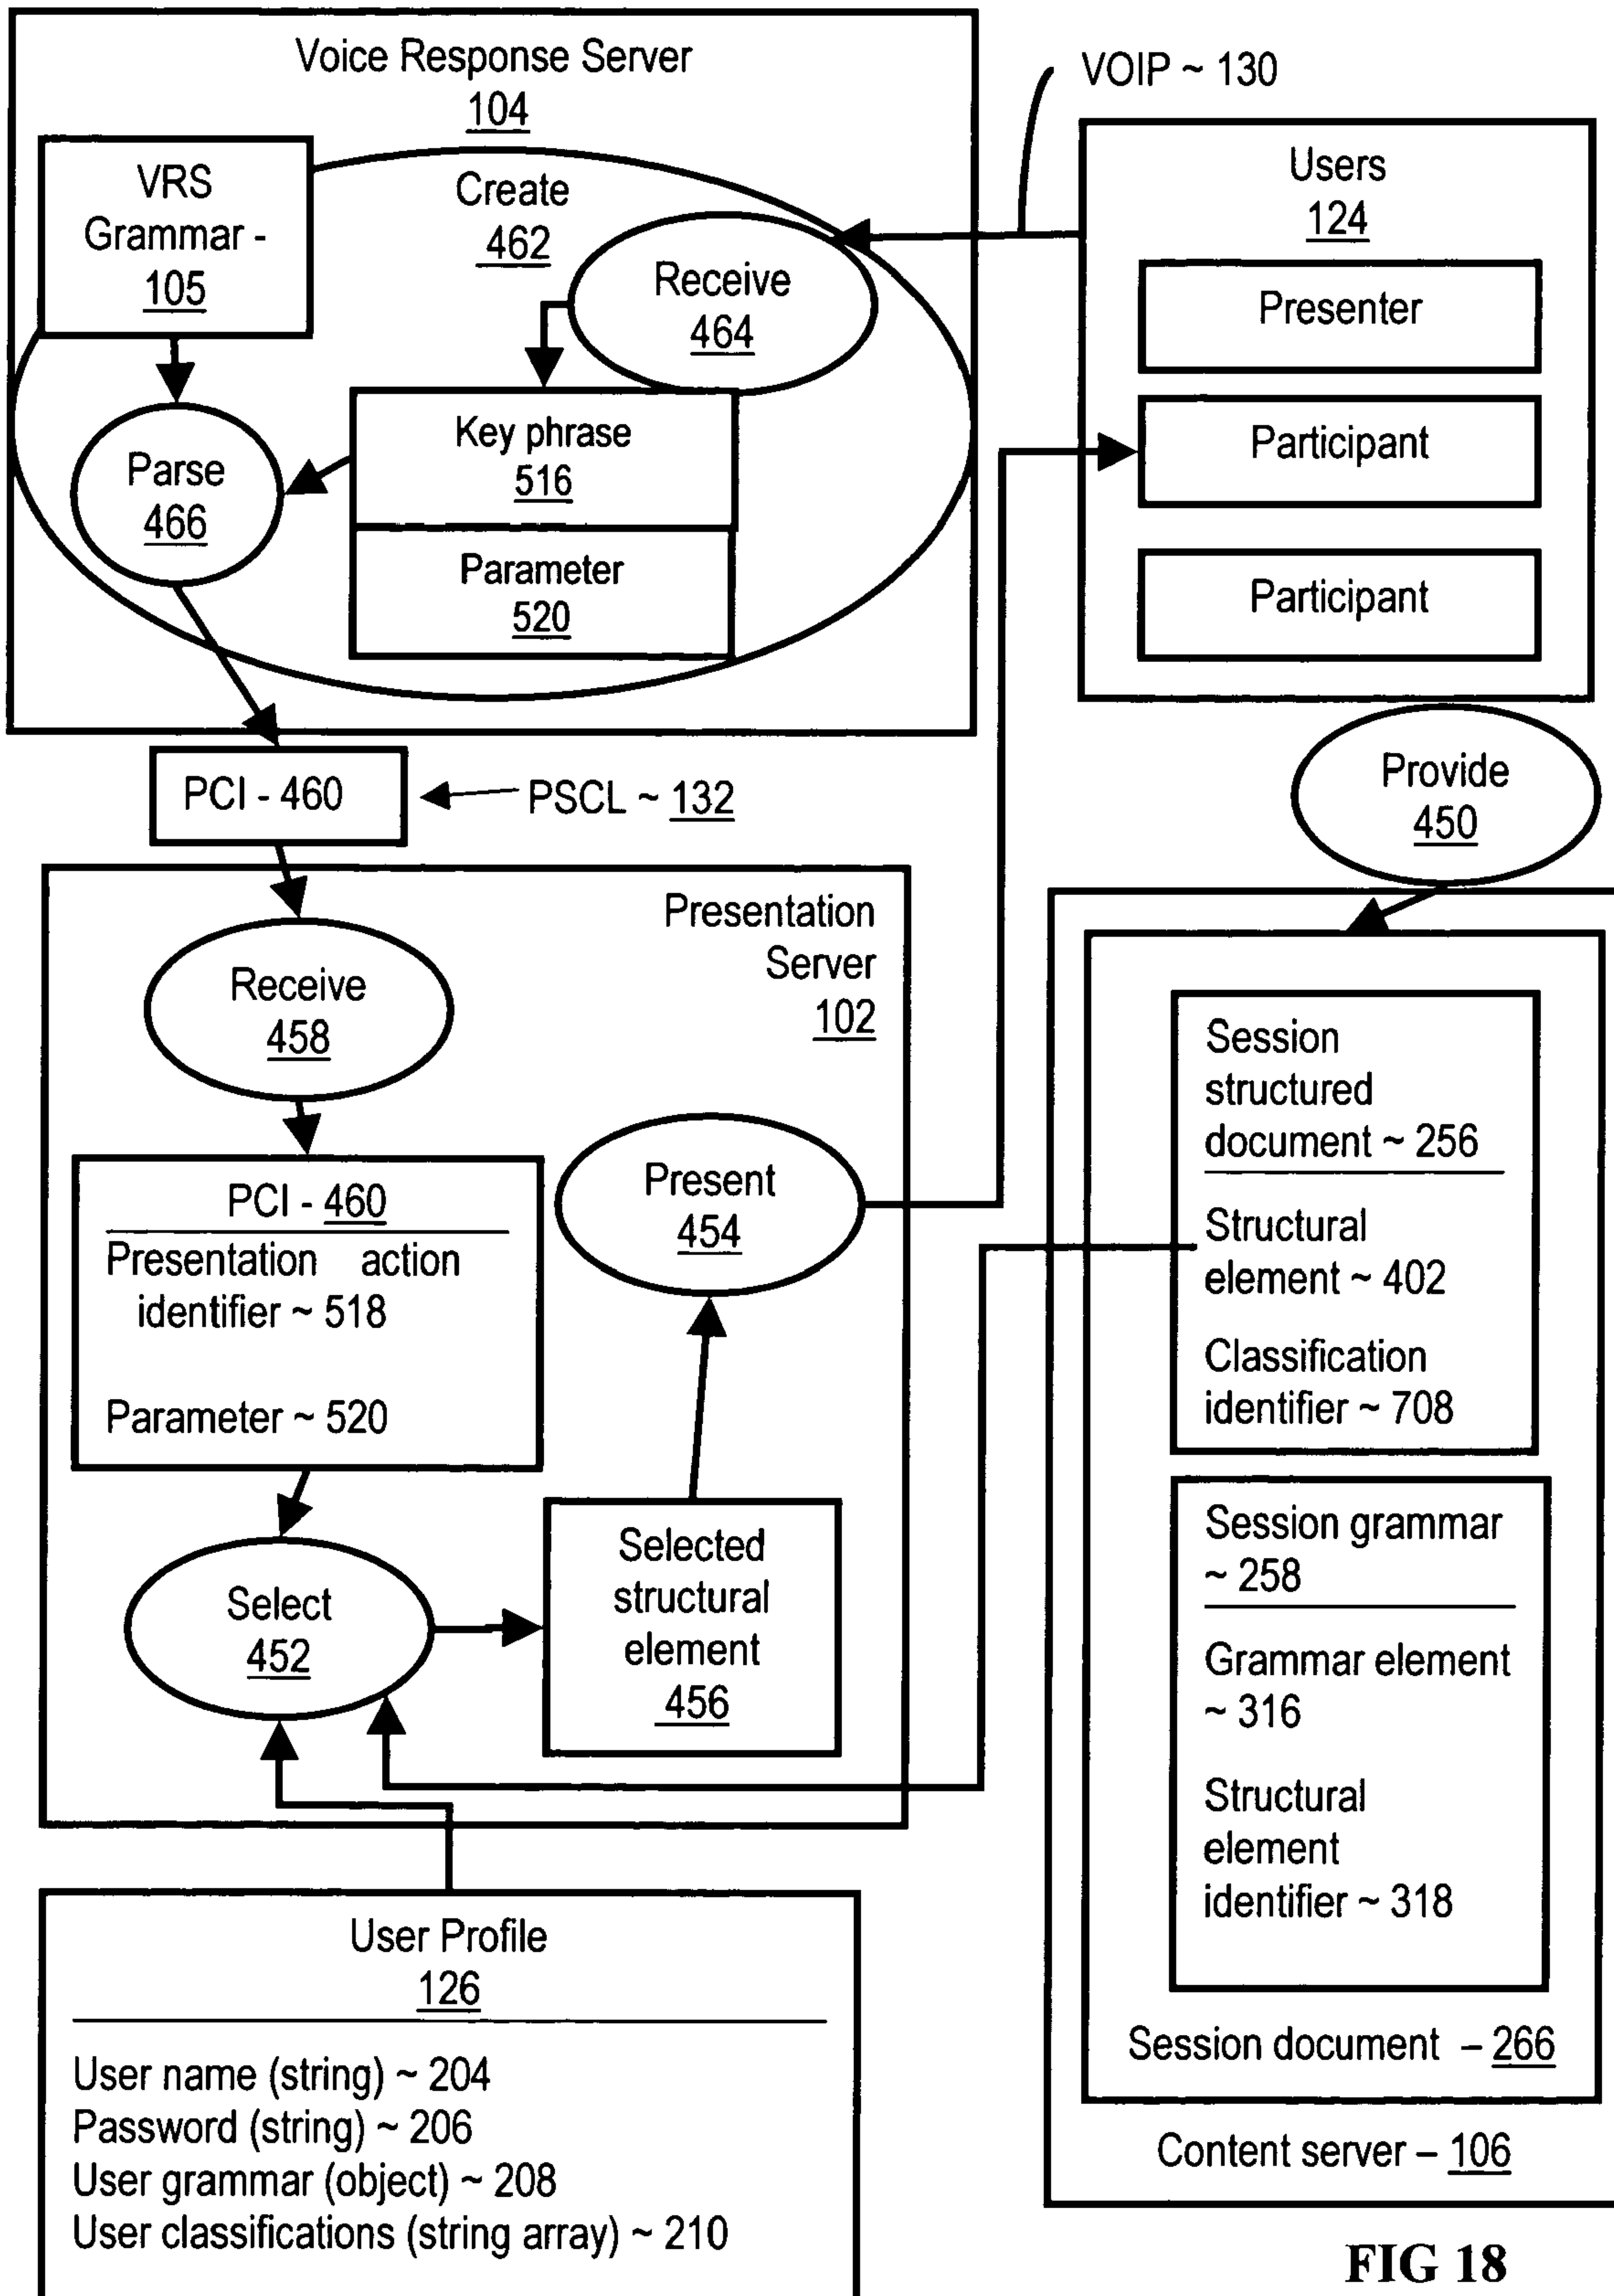 Voice Response Server
104
VOIP ~ 130
VRS
Grammar -
105
Create
462
Receive
464
Key phrase
516
Parameter
520
Parse
466
Users
124
Presenter
Participant
Participant
Provide
450
PCI - 460
PSCL ~ 132
Presentation
Server
102
Receive
458
PCI - 460
Presentation action
identifier ~ 518
Parameter ~ 520
Present
454
Select
452
Selected
structural
element
456
Session
structured
document ~ 256
Structural
element ~ 402
Classification
identifier ~ 708
Session grammar
~ 258
Grammar element
~ 316
Structural
element
identifier ~ 318
Session document – 266
Content server – 106
User Profile
126
User name (string) ~ 204
Password (string) ~ 206
User grammar (object) ~ 208
User classifications (string array) ~ 210
FIG 18